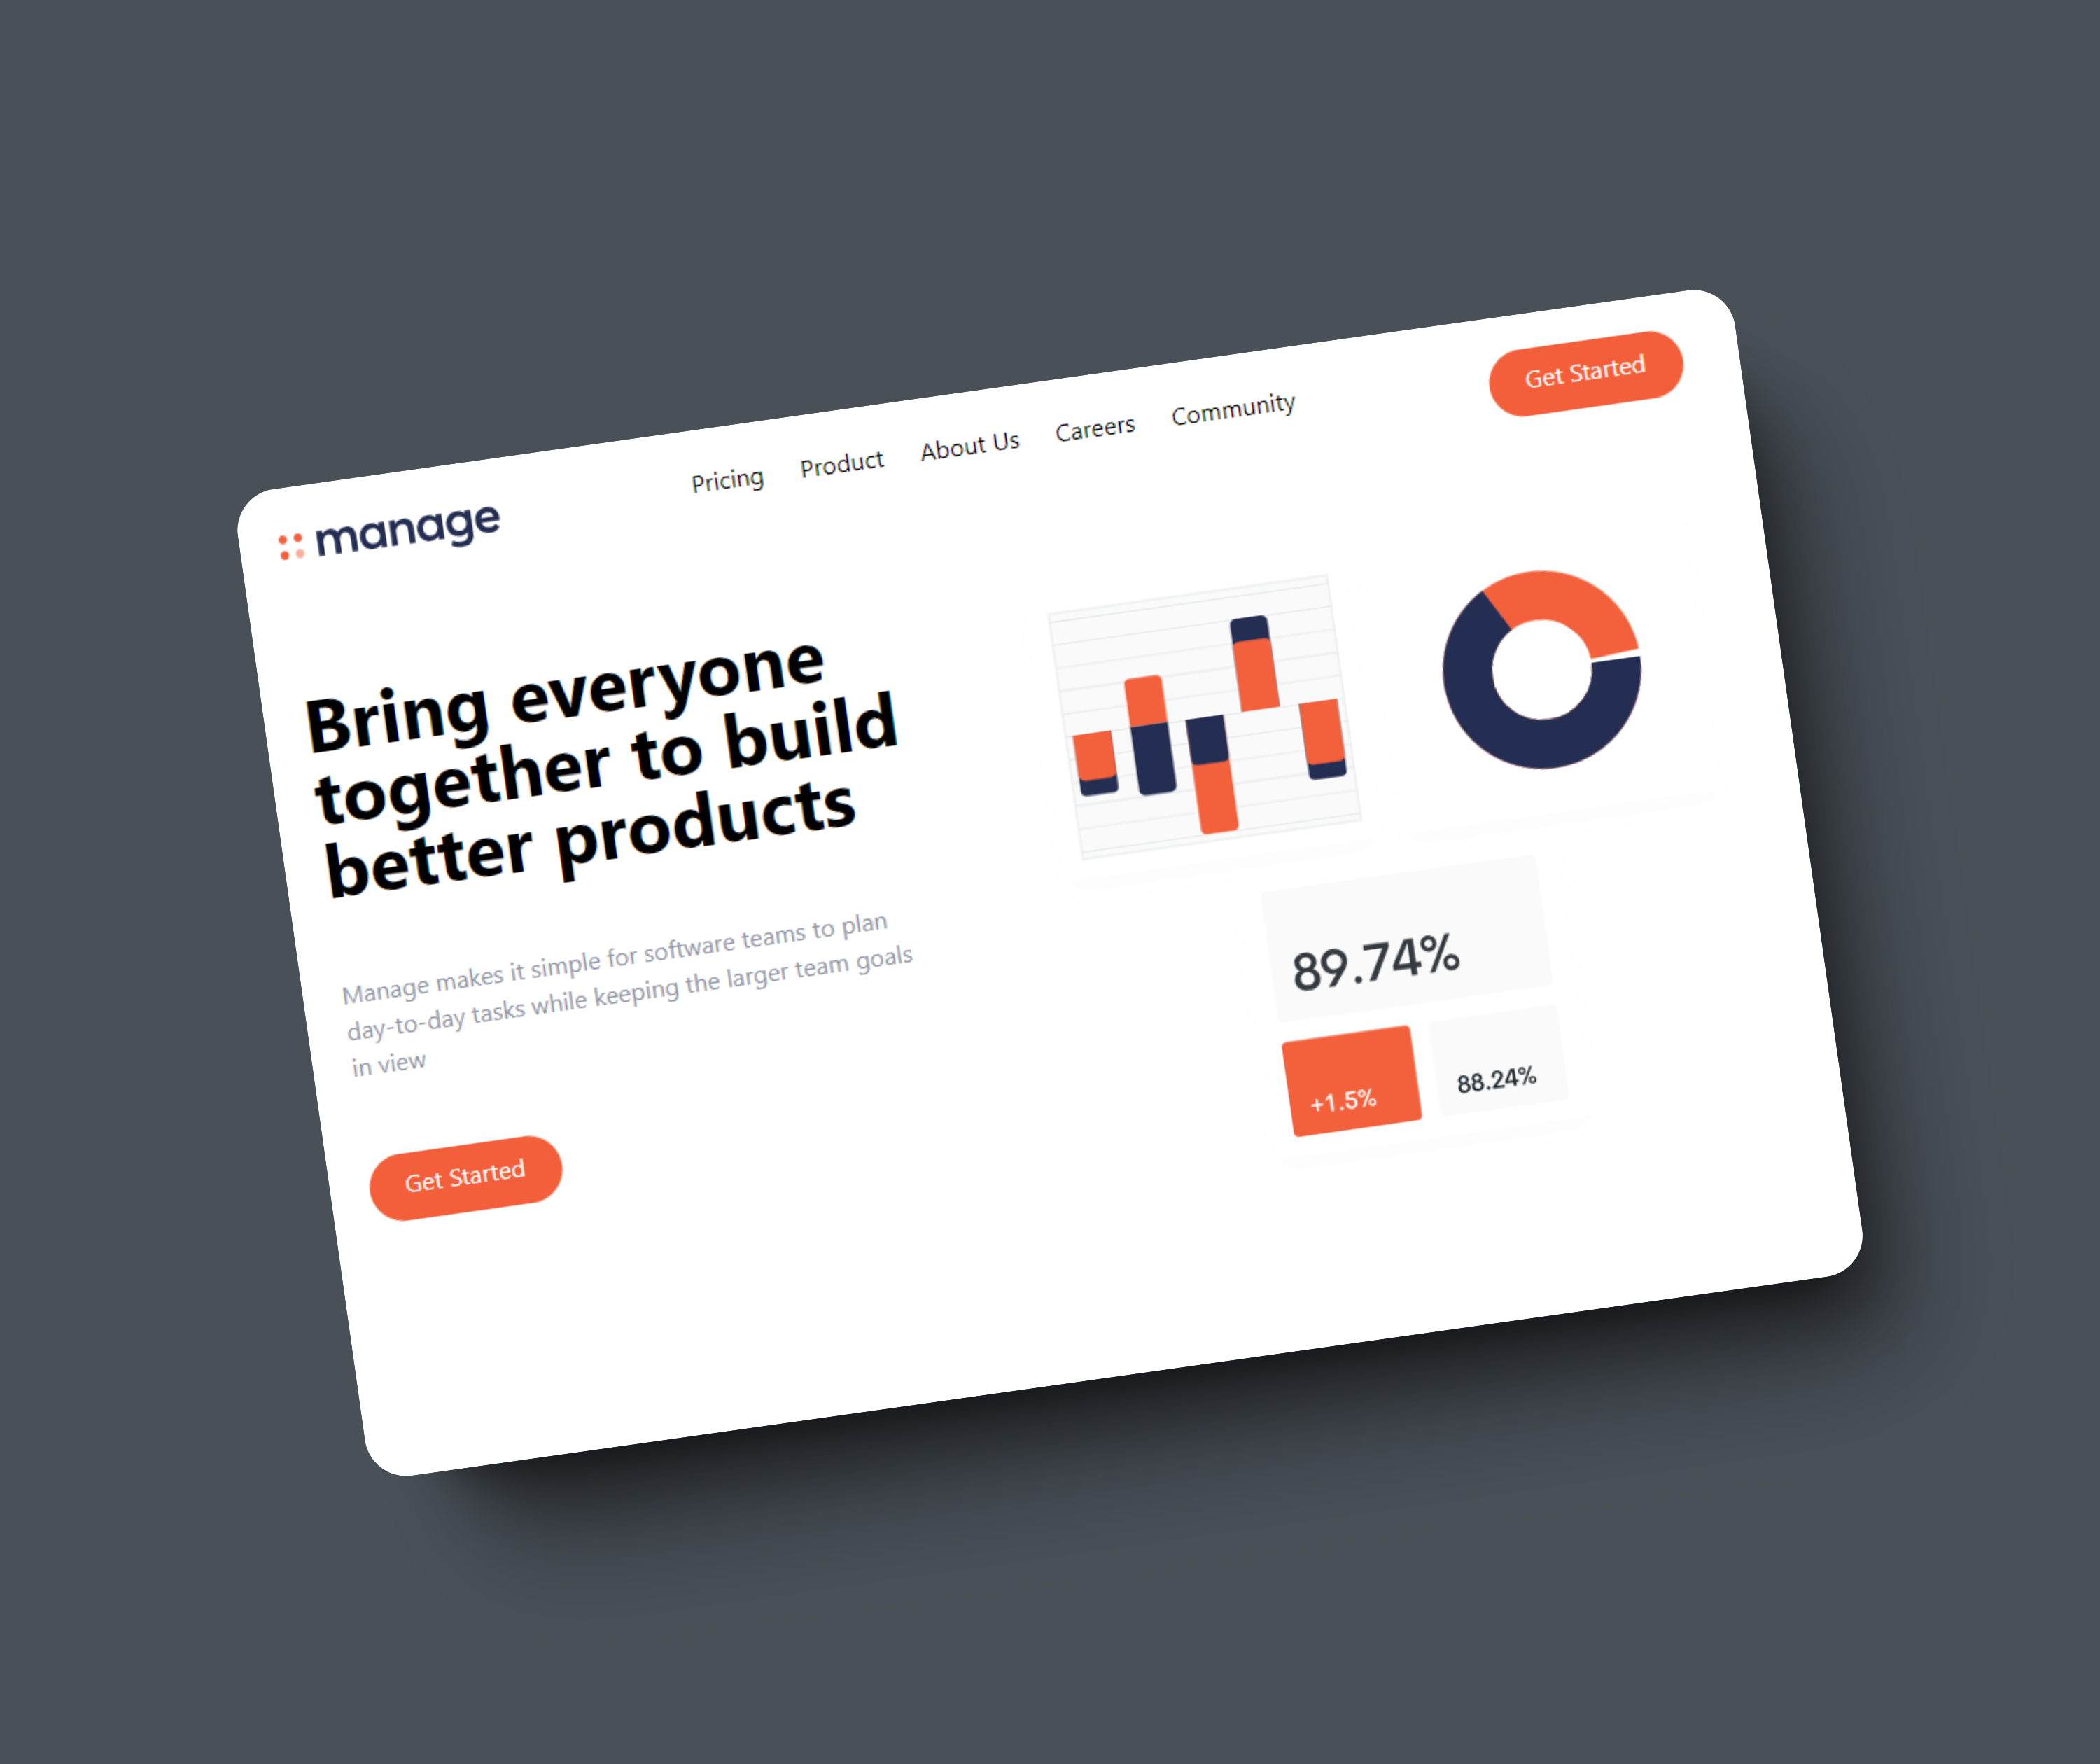 manage
Pricing
Product
About Us
Careers
Community
Get Started
Bring everyone
together to build
better products
Manage makes it simple for software teams to plan
day-to-day tasks while keeping the larger team goals
in view
Get Started
89.74%
+1.5%
88.24%